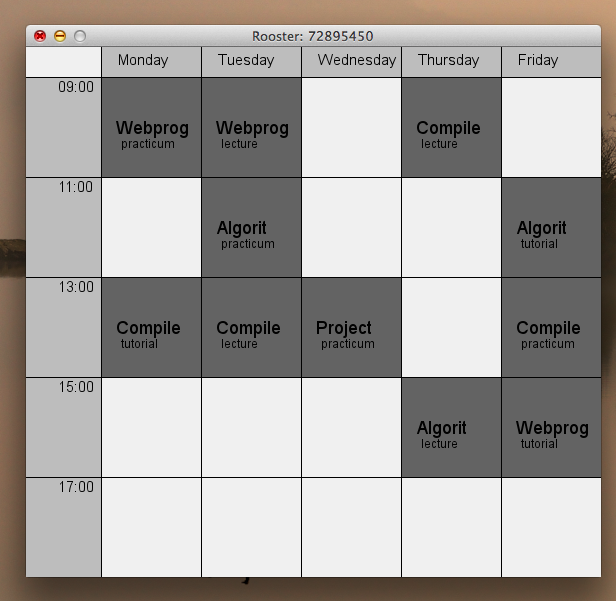 Rooster: 72895450
Monday Tuesday Wednesday Thursday Friday
09:00
Webprog Webprog Compile
practicum lecture lecture
11:00
Algorit Algorit
practicum tutorial
13:00
Compile Compile Project Compile
tutorial lecture practicum practicum
15:00
Algorit Webprog
lecture tutorial
17:00